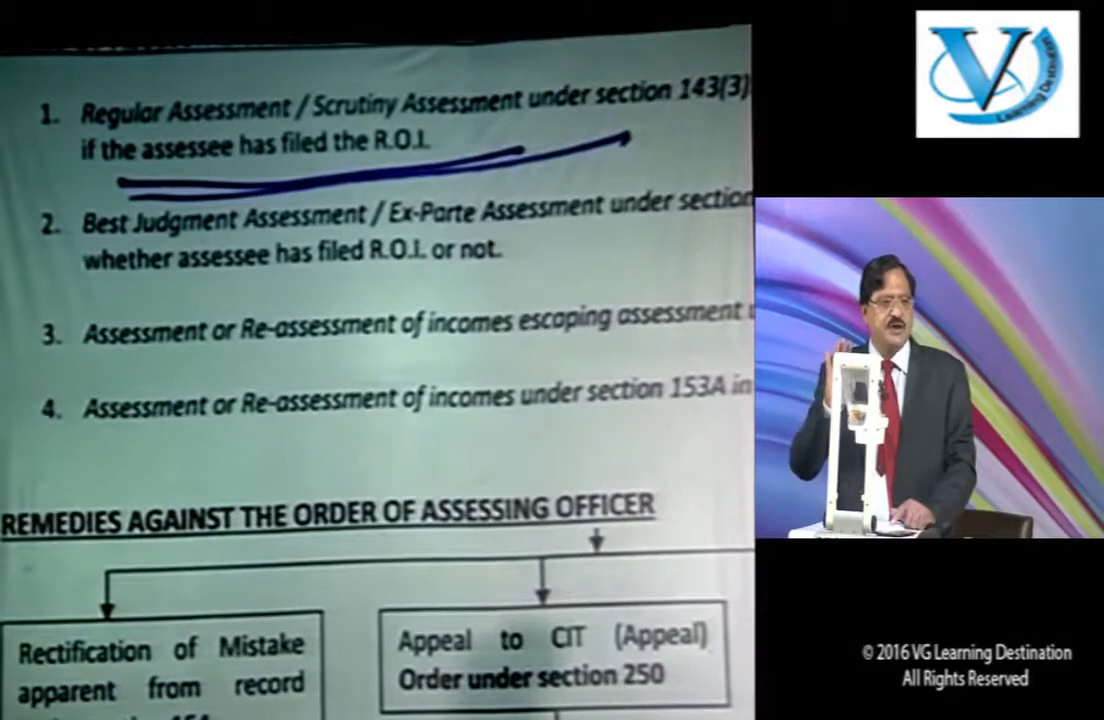 1. Regular Assessment / Scrutiny Assessment under section 143(3)
if the assessee has filed the R.O.I.
2. Best Judgment Assessment / Ex-Parte Assessment under section
whether assessee has filed R.O.I. or not.
3. Assessment or Re-assessment of incomes escaping assessment
4. Assessment or Re-assessment of incomes under section 153A in
REMEDIES AGAINST THE ORDER OF ASSESSING OFFICER
Rectification of Mistake
apparent from record
Appeal to CIT (Appeal)
Order under section 250
V
Learning Destination
© 2016 VG Learning Destination
All Rights Reserved